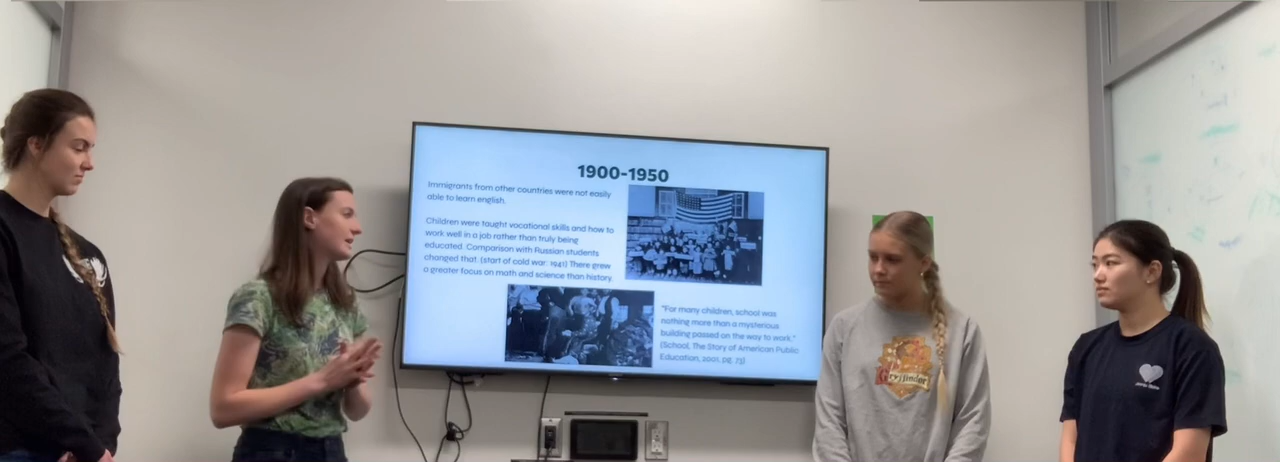 1900-1950
Immigrants from other countries were not easily
able to learn english.
Children were taught vocational skills and how to
work well in a job rather than truly being
educated. Comparison with Russian students
changed that. (start of cold war: 1941) There grew
a greater focus on math and science than history.
"For many children, school was
nothing more than a mysterious
building passed on the way to work."
(School, The Story of American Public
Education, 2001, pg. 73)
Gryffindor